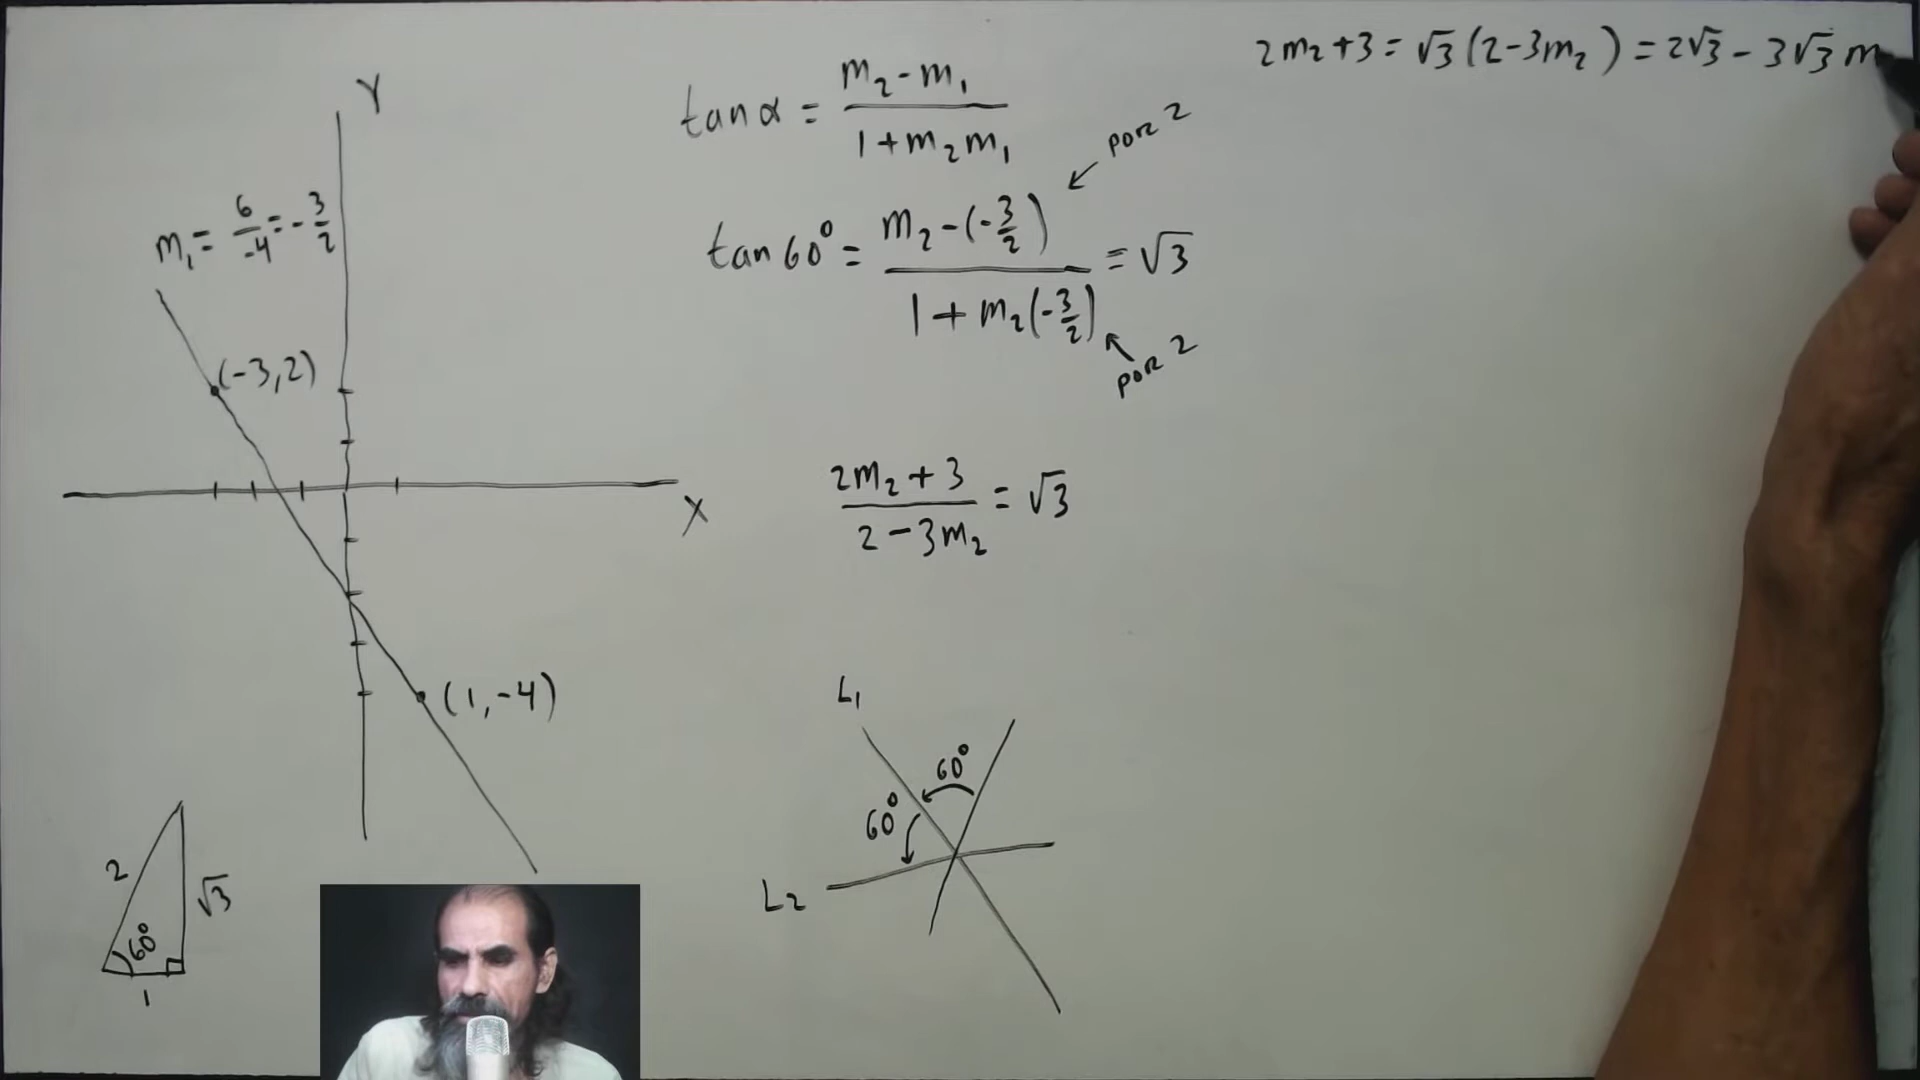 Y
m₁ = 6/-4 = -3/2
(-3,2)
X
(1,-4)
2
60°
√3
1
tan α = (m₂ - m₁)/(1 + m₂m₁)
por 2
tan 60° = (m₂ - (-3/2))/(1 + m₂(-3/2)) = √3
por 2
(2m₂ + 3)/(2 - 3m₂) = √3
L₁
60°
60°
L₂
2m₂ + 3 = √3(2 - 3m₂) = 2√3 - 3√3 m